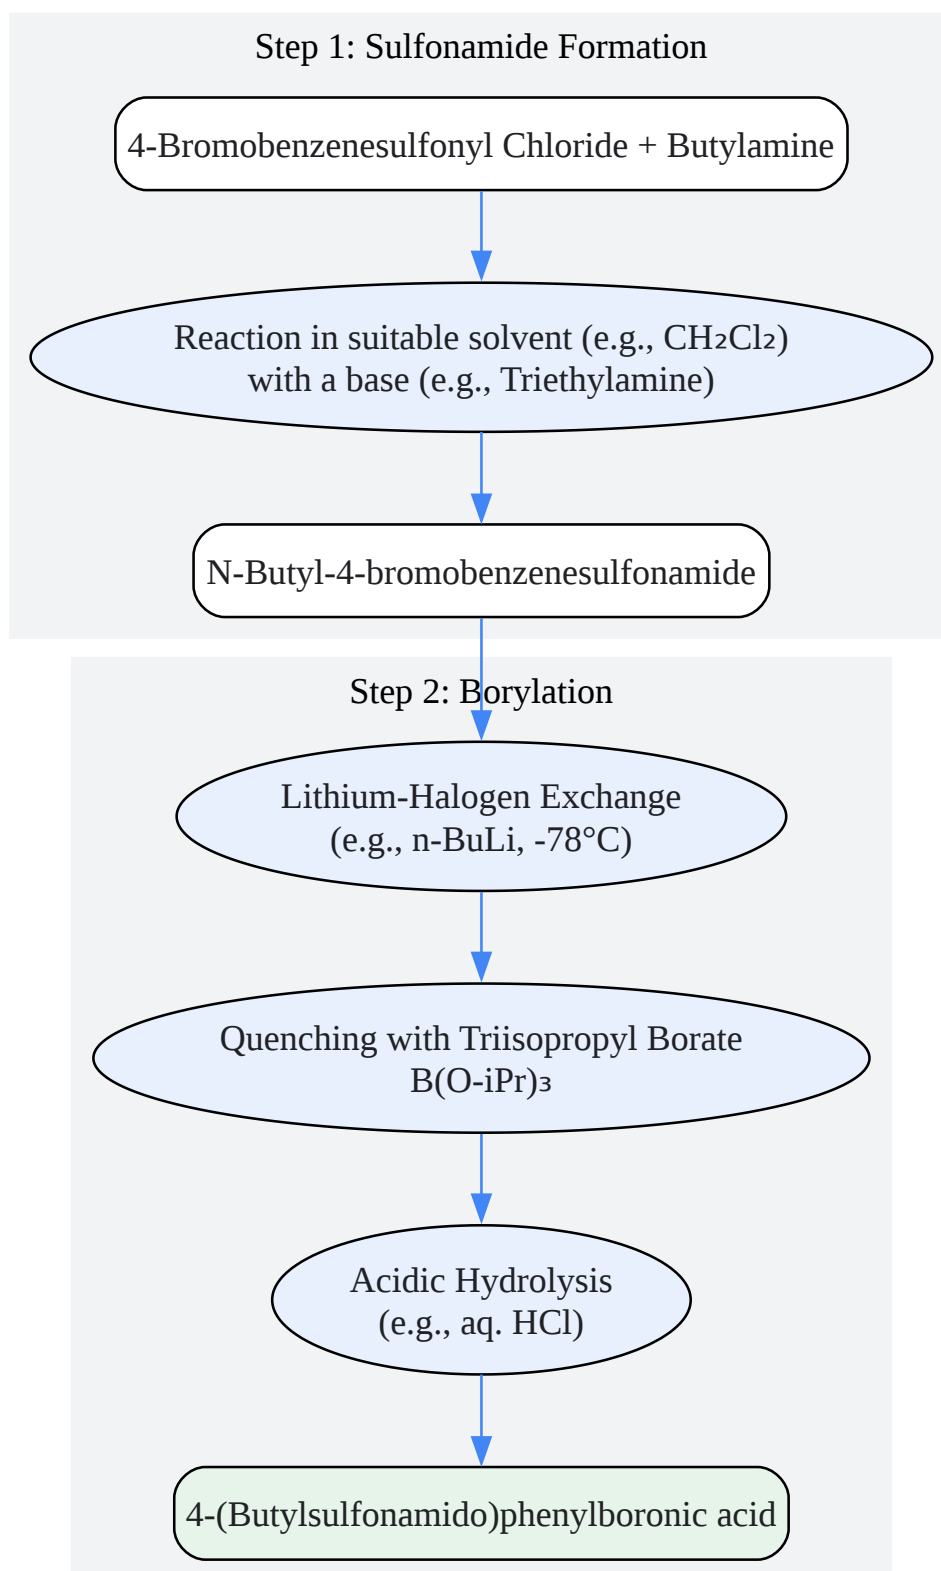 Step 1: Sulfonamide Formation
4-Bromobenzenesulfonyl Chloride + Butylamine
Reaction in suitable solvent (e.g., CH₂Cl₂)
with a base (e.g., Triethylamine)
N-Butyl-4-bromobenzenesulfonamide
Step 2: Borylation
Lithium-Halogen Exchange
(e.g., n-BuLi, -78°C)
Quenching with Triisopropyl Borate
B(O-iPr)₃
Acidic Hydrolysis
(e.g., aq. HCl)
4-(Butylsulfonamido)phenylboronic acid